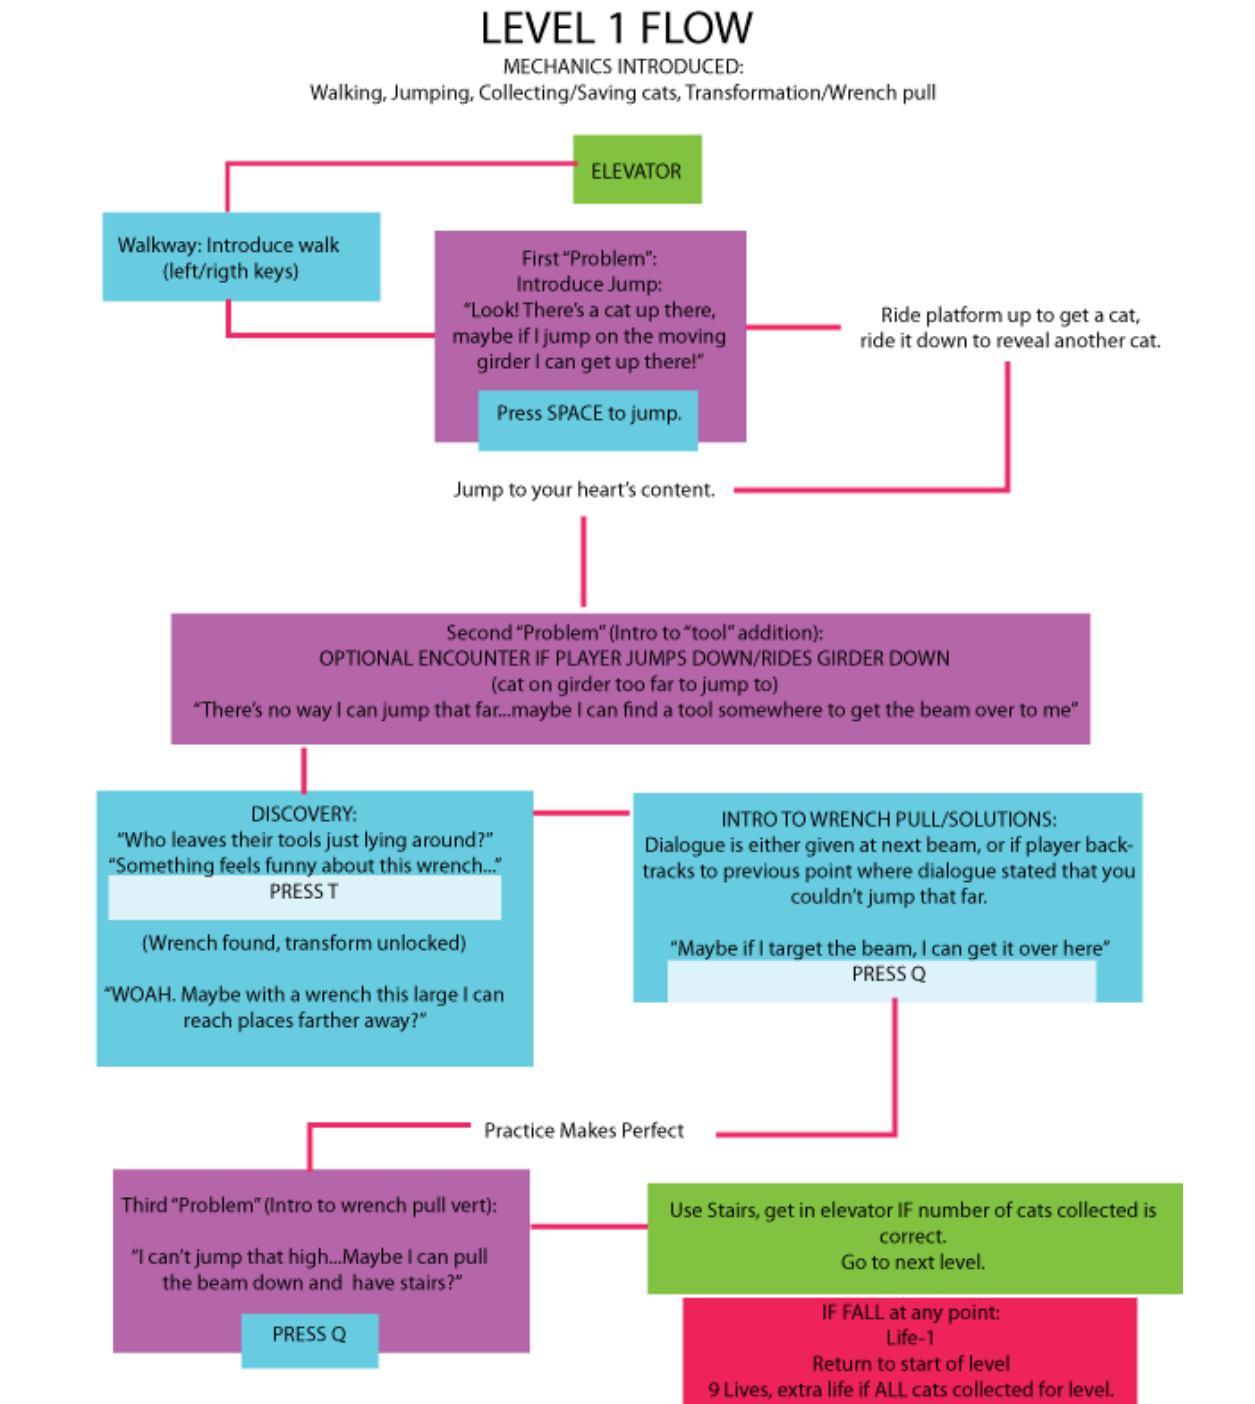 LEVEL 1 FLOW
MECHANICS INTRODUCED:
Walking, Jumping, Collecting/Saving cats, Transformation/Wrench pull
ELEVATOR
Walkway: Introduce walk
(left/rigth keys)
First “Problem”:
Introduce Jump:
“Look! There’s a cat up there,
maybe if I jump on the moving
girder I can get up there!”
Press SPACE to jump.
Ride platform up to get a cat,
ride it down to reveal another cat.
Jump to your heart’s content.
Second “Problem” (Intro to “tool” addition):
OPTIONAL ENCOUNTER IF PLAYER JUMPS DOWN/RIDES GIRDER DOWN
(cat on girder too far to jump to)
“There’s no way I can jump that far...maybe I can find a tool somewhere to get the beam over to me”
DISCOVERY:
“Who leaves their tools just lying around?”
“Something feels funny about this wrench...”
PRESS T
(Wrench found, transform unlocked)
“WOAH. Maybe with a wrench this large I can
reach places farther away?”
INTRO TO WRENCH PULL/SOLUTIONS:
Dialogue is either given at next beam, or if player back-
tracks to previous point where dialogue stated that you
couldn’t jump that far.
“Maybe if I target the beam, I can get it over here”
PRESS Q
Practice Makes Perfect
Third “Problem” (Intro to wrench pull vert):
“I can’t jump that high...Maybe I can pull
the beam down and have stairs?”
PRESS Q
Use Stairs, get in elevator IF number of cats collected is
correct.
Go to next level.
IF FALL at any point:
Life-1
Return to start of level
9 Lives, extra life if ALL cats collected for level.